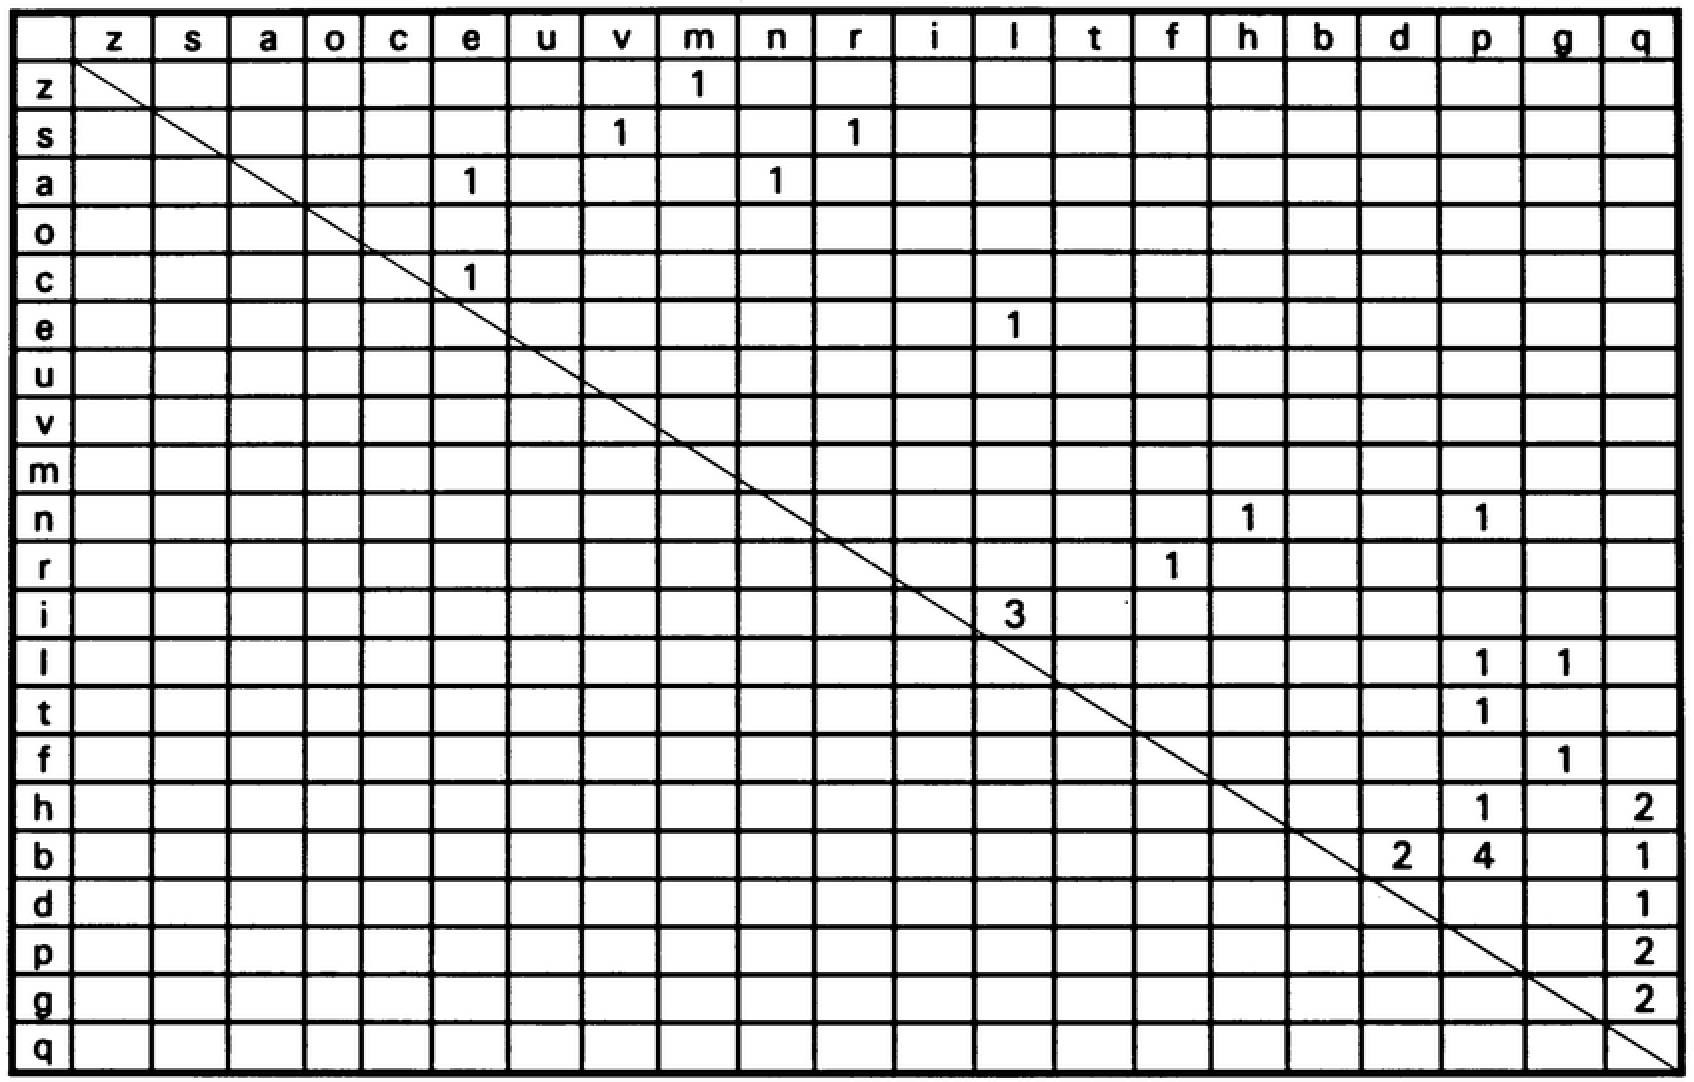 z s a o c e u v m n r i l t f h b d p g q
z 1
s 1 1
a 1 1
o
c 1
e 1
u
v
m
n 1 1
r 1
i 3
l 1 1
t 1
f 1
h 1 2
b 2 4 1
d 1
p 2
g 2
q